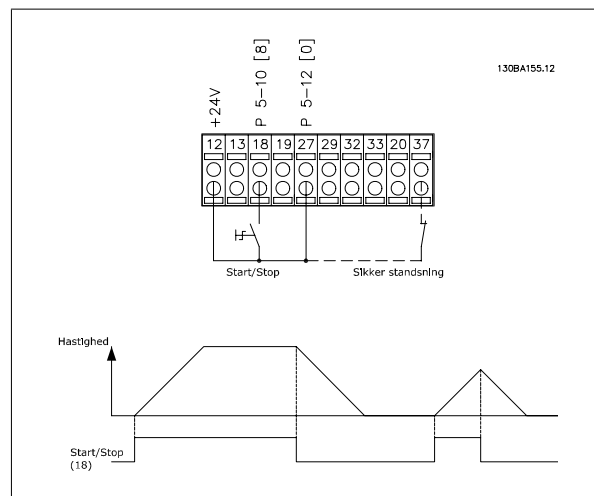 130BA155.12
+24V
P 5-10 [8]
P 5-12 [0]
12 13 18 19 27 29 32 33 20 37
Start/Stop
Sikker standsning
Hastighed
Start/Stop
(18)